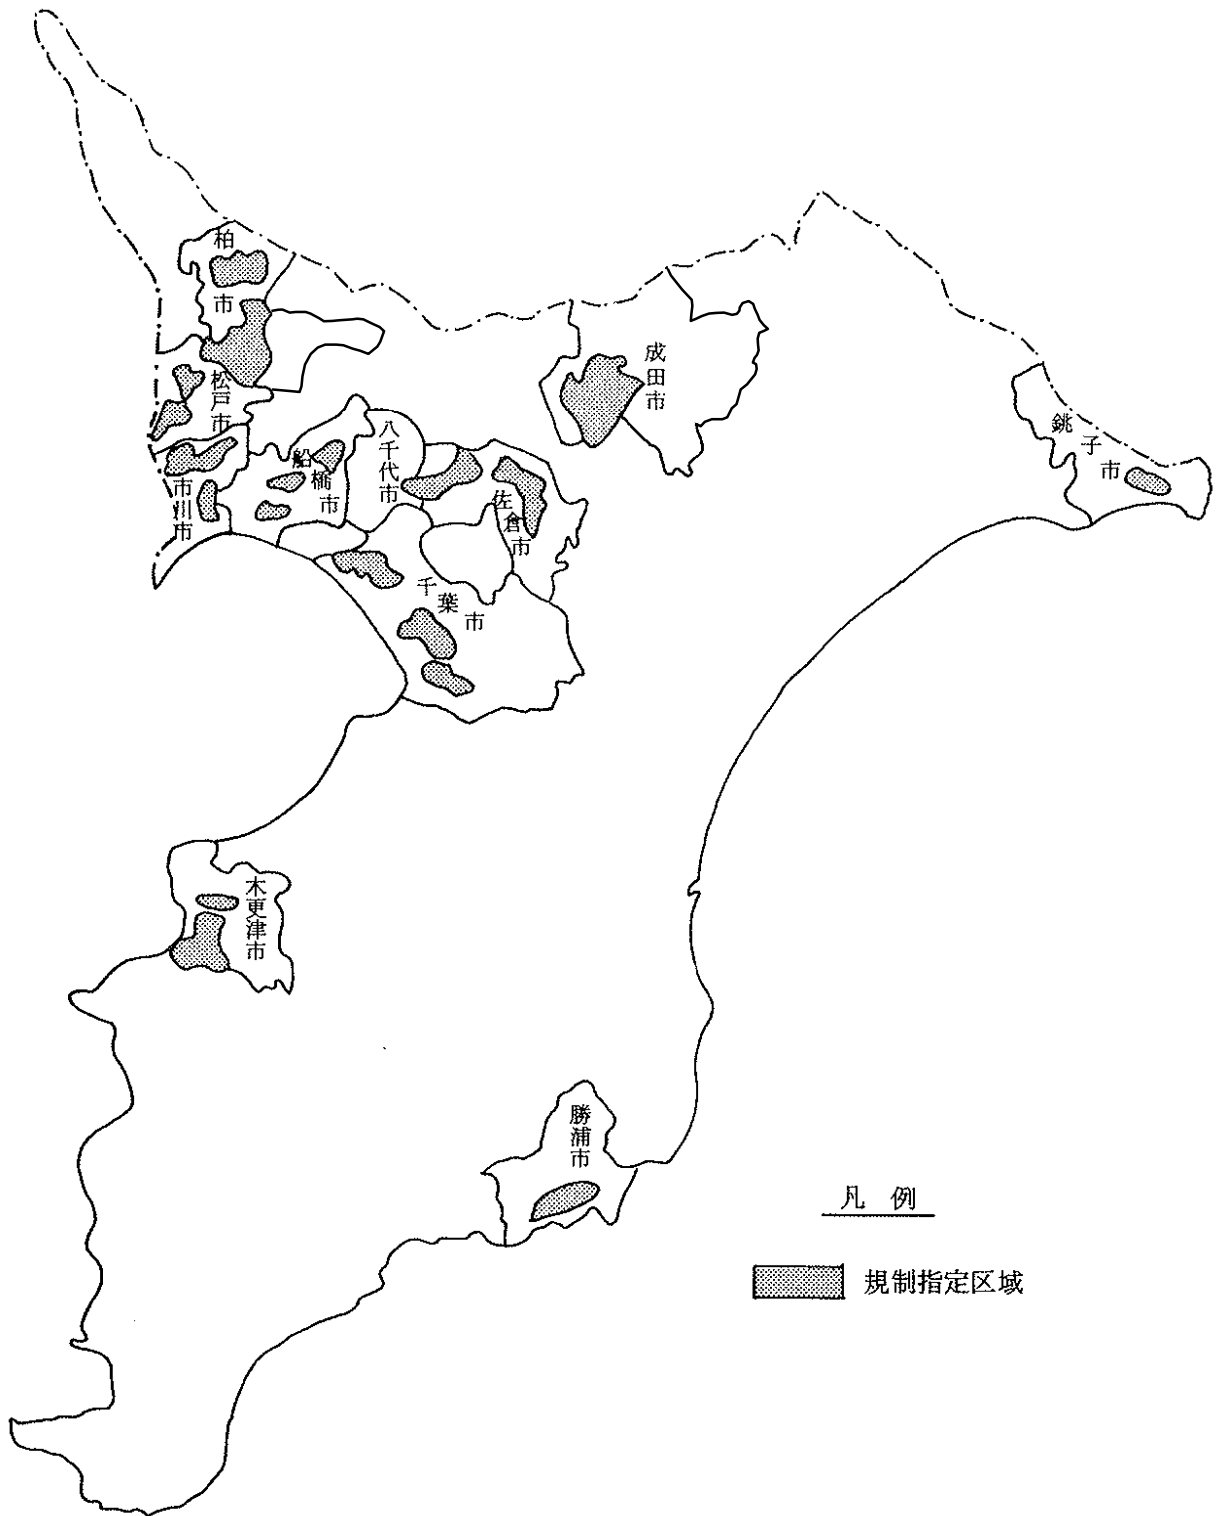 柏市
松戸市
市川市
船橋市
八千代市
佐倉市
千葉市
成田市
銚子市
木更津市
勝浦市
凡例
規制指定区域